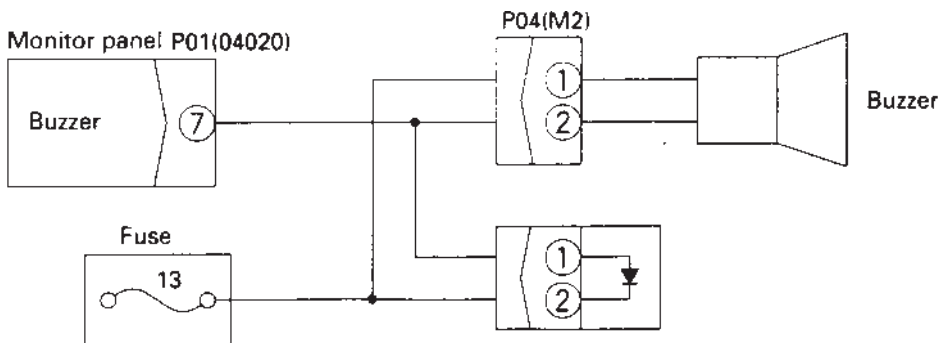 P04(M2)
Monitor panel P01(04020)
Buzzer
7
1
2
Buzzer
Fuse
13
1
2